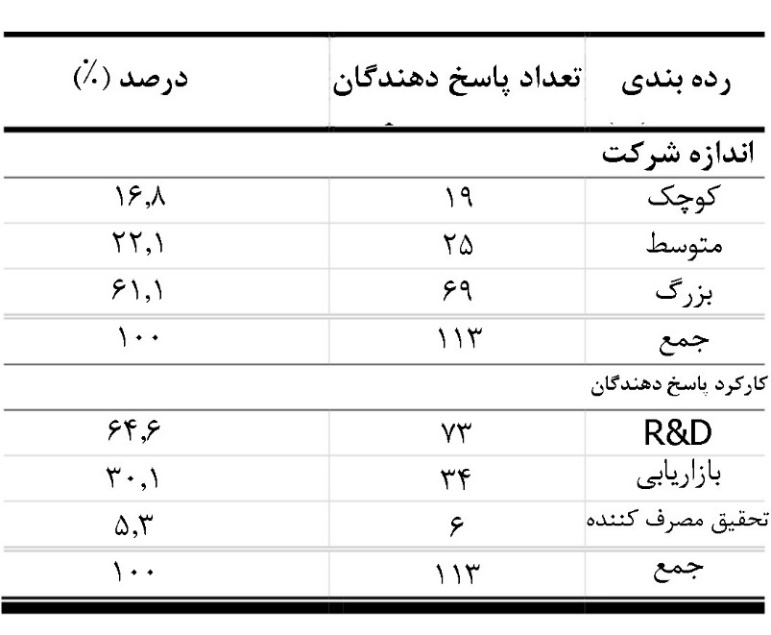 رده بندی تعداد پاسخ دهندگان درصد (٪)
اندازه شرکت
کوچک ۱۹ ۱۶,۸
متوسط ۲۵ ۲۲,۱
بزرگ ۶۹ ۶۱,۱
جمع ۱۱۳ ۱۰۰
کارکرد پاسخ دهندگان
R&D ۷۳ ۶۴,۶
بازاریابی ۳۴ ۳۰,۱
تحقیق مصرف کننده ۶ ۵,۳
جمع ۱۱۳ ۱۰۰